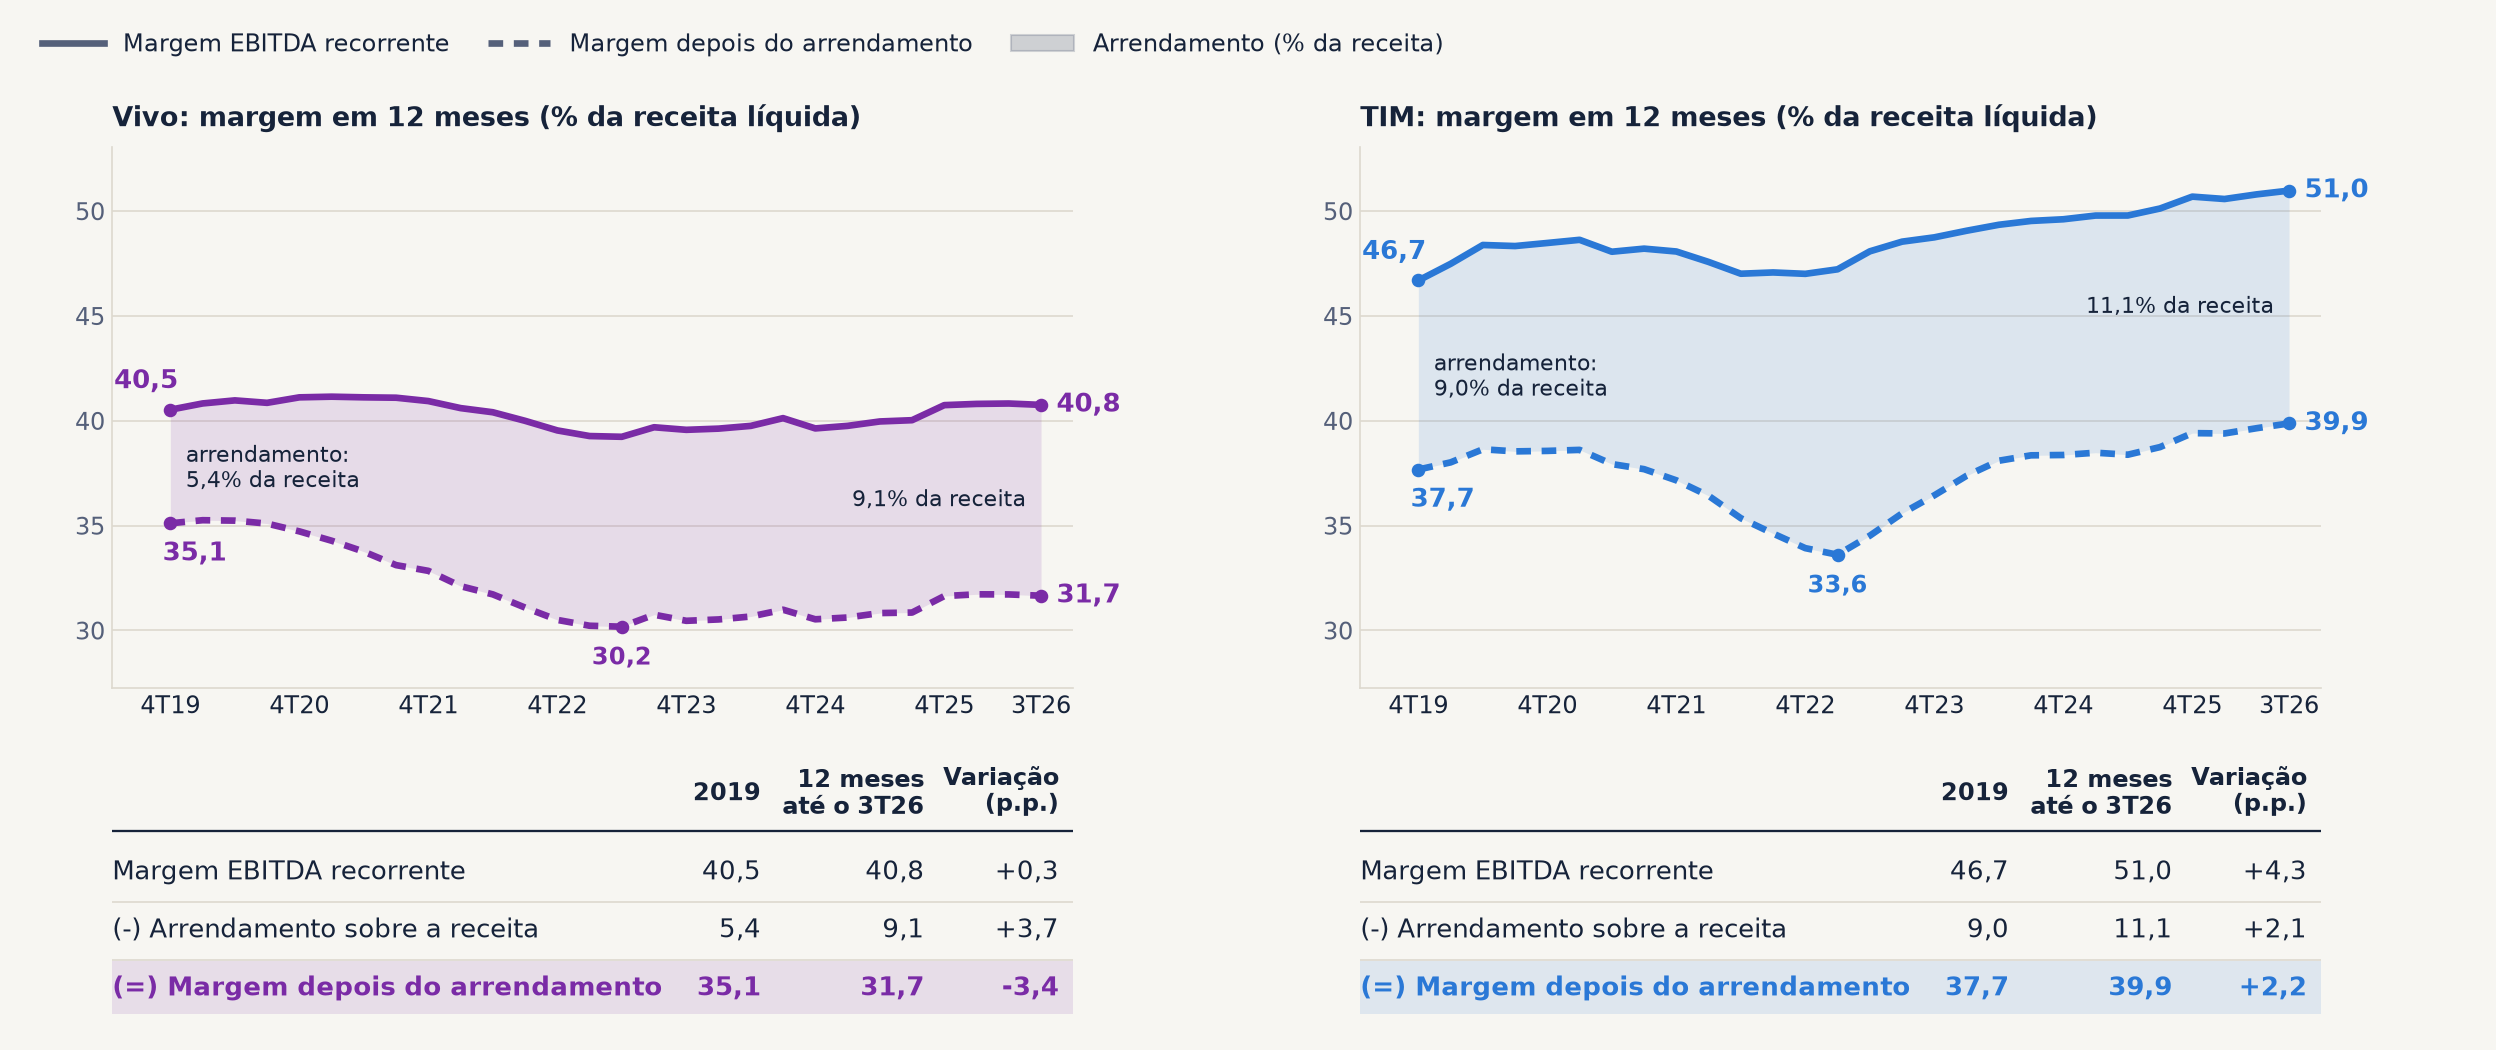 Margem EBITDA recorrente
Margem depois do arrendamento
Arrendamento (% da receita)
Vivo: margem em 12 meses (% da receita líquida)
50
45
40
35
30
40,5
40,8
arrendamento:
5,4% da receita
9,1% da receita
35,1
31,7
30,2
4T19
4T20
4T21
4T22
4T23
4T24
4T25
3T26
2019
12 meses
até o 3T26
Variação
(p.p.)
Margem EBITDA recorrente 40,5 40,8 +0,3
(-) Arrendamento sobre a receita 5,4 9,1 +3,7
(=) Margem depois do arrendamento 35,1 31,7 -3,4
TIM: margem em 12 meses (% da receita líquida)
50
45
40
35
30
46,7
51,0
11,1% da receita
arrendamento:
9,0% da receita
39,9
37,7
33,6
4T19
4T20
4T21
4T22
4T23
4T24
4T25
3T26
2019
12 meses
até o 3T26
Variação
(p.p.)
Margem EBITDA recorrente 46,7 51,0 +4,3
(-) Arrendamento sobre a receita 9,0 11,1 +2,1
(=) Margem depois do arrendamento 37,7 39,9 +2,2